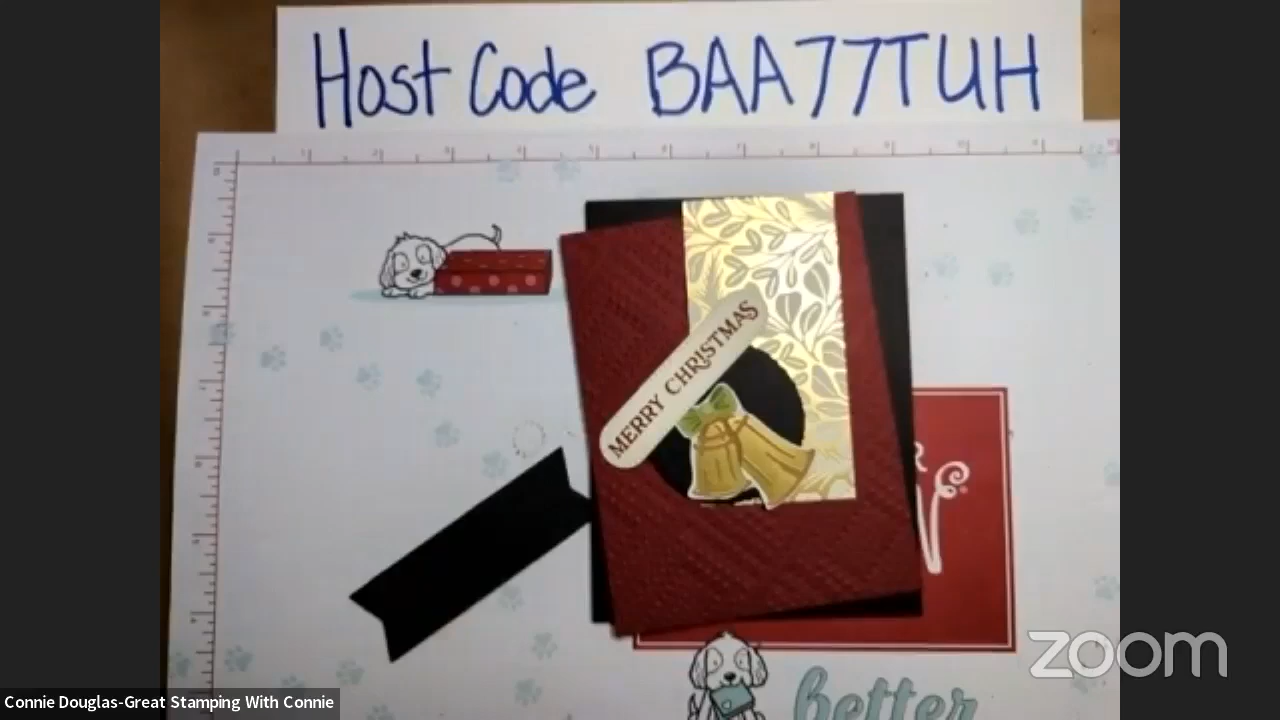 Host Code BAA77TUH
MERRY CHRISTMAS
better
zoom
Connie Douglas-Great Stamping With Connie